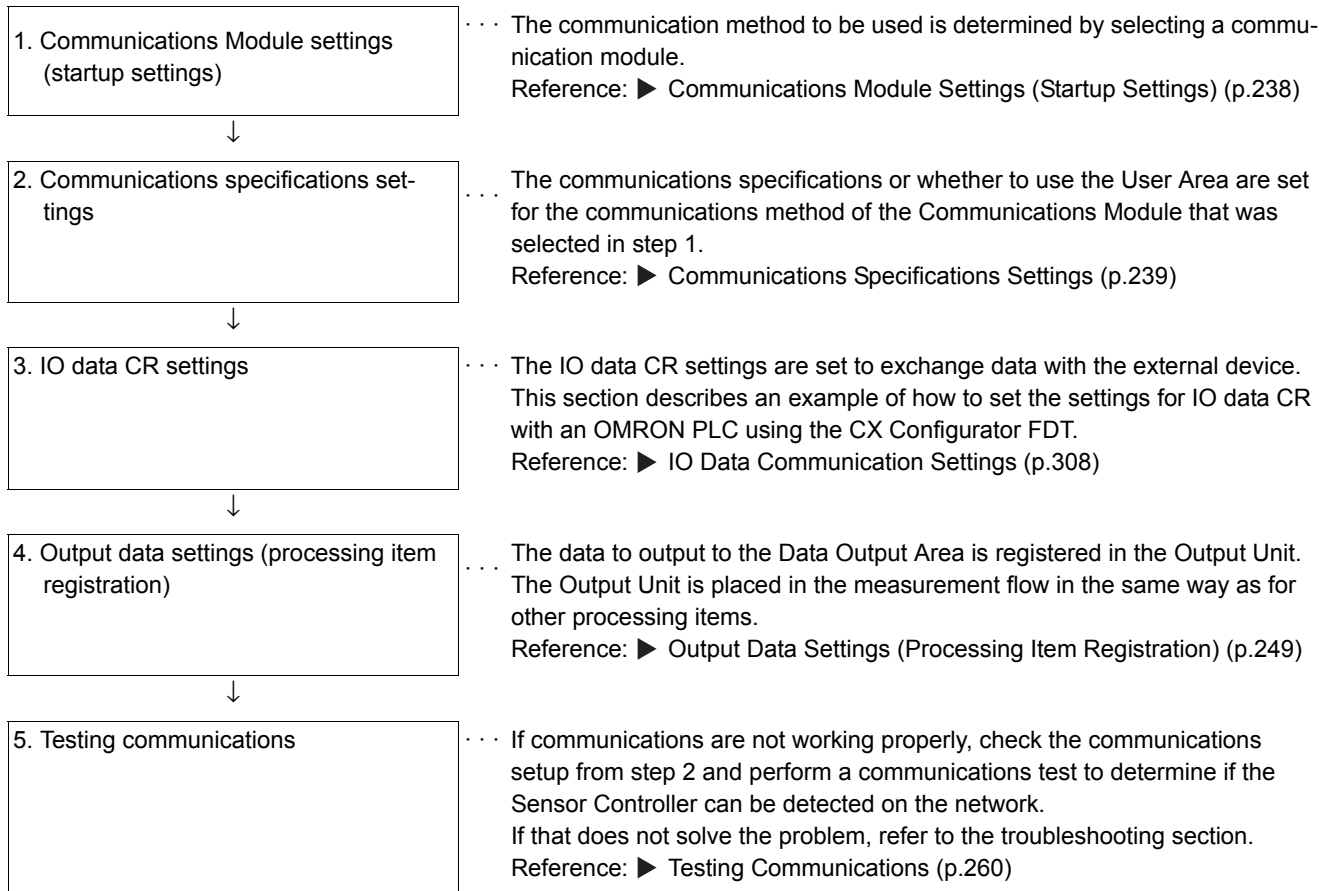 1. Communications Module settings
(startup settings)
· · · The communication method to be used is determined by selecting a commu-
nication module.
Reference: ▶ Communications Module Settings (Startup Settings) (p.238)
↓
2. Communications specifications set-
tings
· · · The communications specifications or whether to use the User Area are set
for the communications method of the Communications Module that was
selected in step 1.
Reference: ▶ Communications Specifications Settings (p.239)
↓
3. IO data CR settings
· · · The IO data CR settings are set to exchange data with the external device.
This section describes an example of how to set the settings for IO data CR
with an OMRON PLC using the CX Configurator FDT.
Reference: ▶ IO Data Communication Settings (p.308)
↓
4. Output data settings (processing item
registration)
· · · The data to output to the Data Output Area is registered in the Output Unit.
The Output Unit is placed in the measurement flow in the same way as for
other processing items.
Reference: ▶ Output Data Settings (Processing Item Registration) (p.249)
↓
5. Testing communications
· · · If communications are not working properly, check the communications
setup from step 2 and perform a communications test to determine if the
Sensor Controller can be detected on the network.
If that does not solve the problem, refer to the troubleshooting section.
Reference: ▶ Testing Communications (p.260)